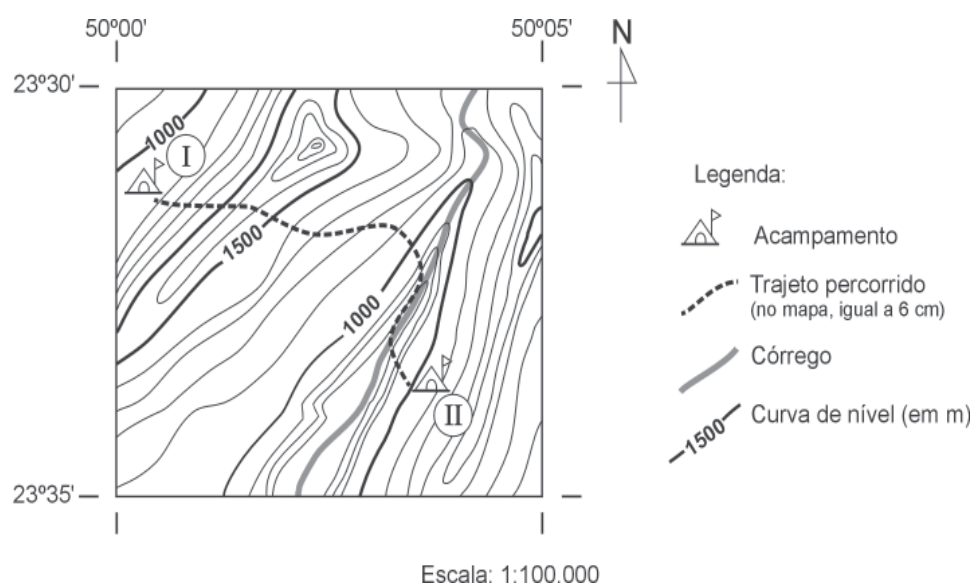 50º00'
50º05'
N
23º30'
1000
I
1500
1000
II
23º35'
Legenda:
Acampamento
Trajeto percorrido
(no mapa, igual a 6 cm)
Córrego
1500
Curva de nível (em m)
Escala: 1:100.000